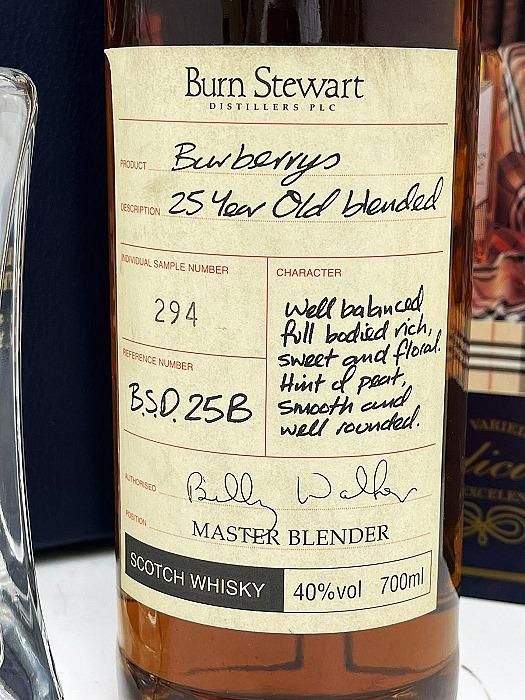 Burn Stewart
DISTILLERS PLC
PRODUCT Burberrys
DESCRIPTION 25 Year Old blended
INDIVIDUAL SAMPLE NUMBER
294
REFERENCE NUMBER
B.S.D. 25B
CHARACTER
Well balanced
full bodied rich,
sweet and floral.
Hint of peat,
smooth and
well rounded.
AUTHORISED Billy Walker
POSITION MASTER BLENDER
SCOTCH WHISKY 40%vol 700ml